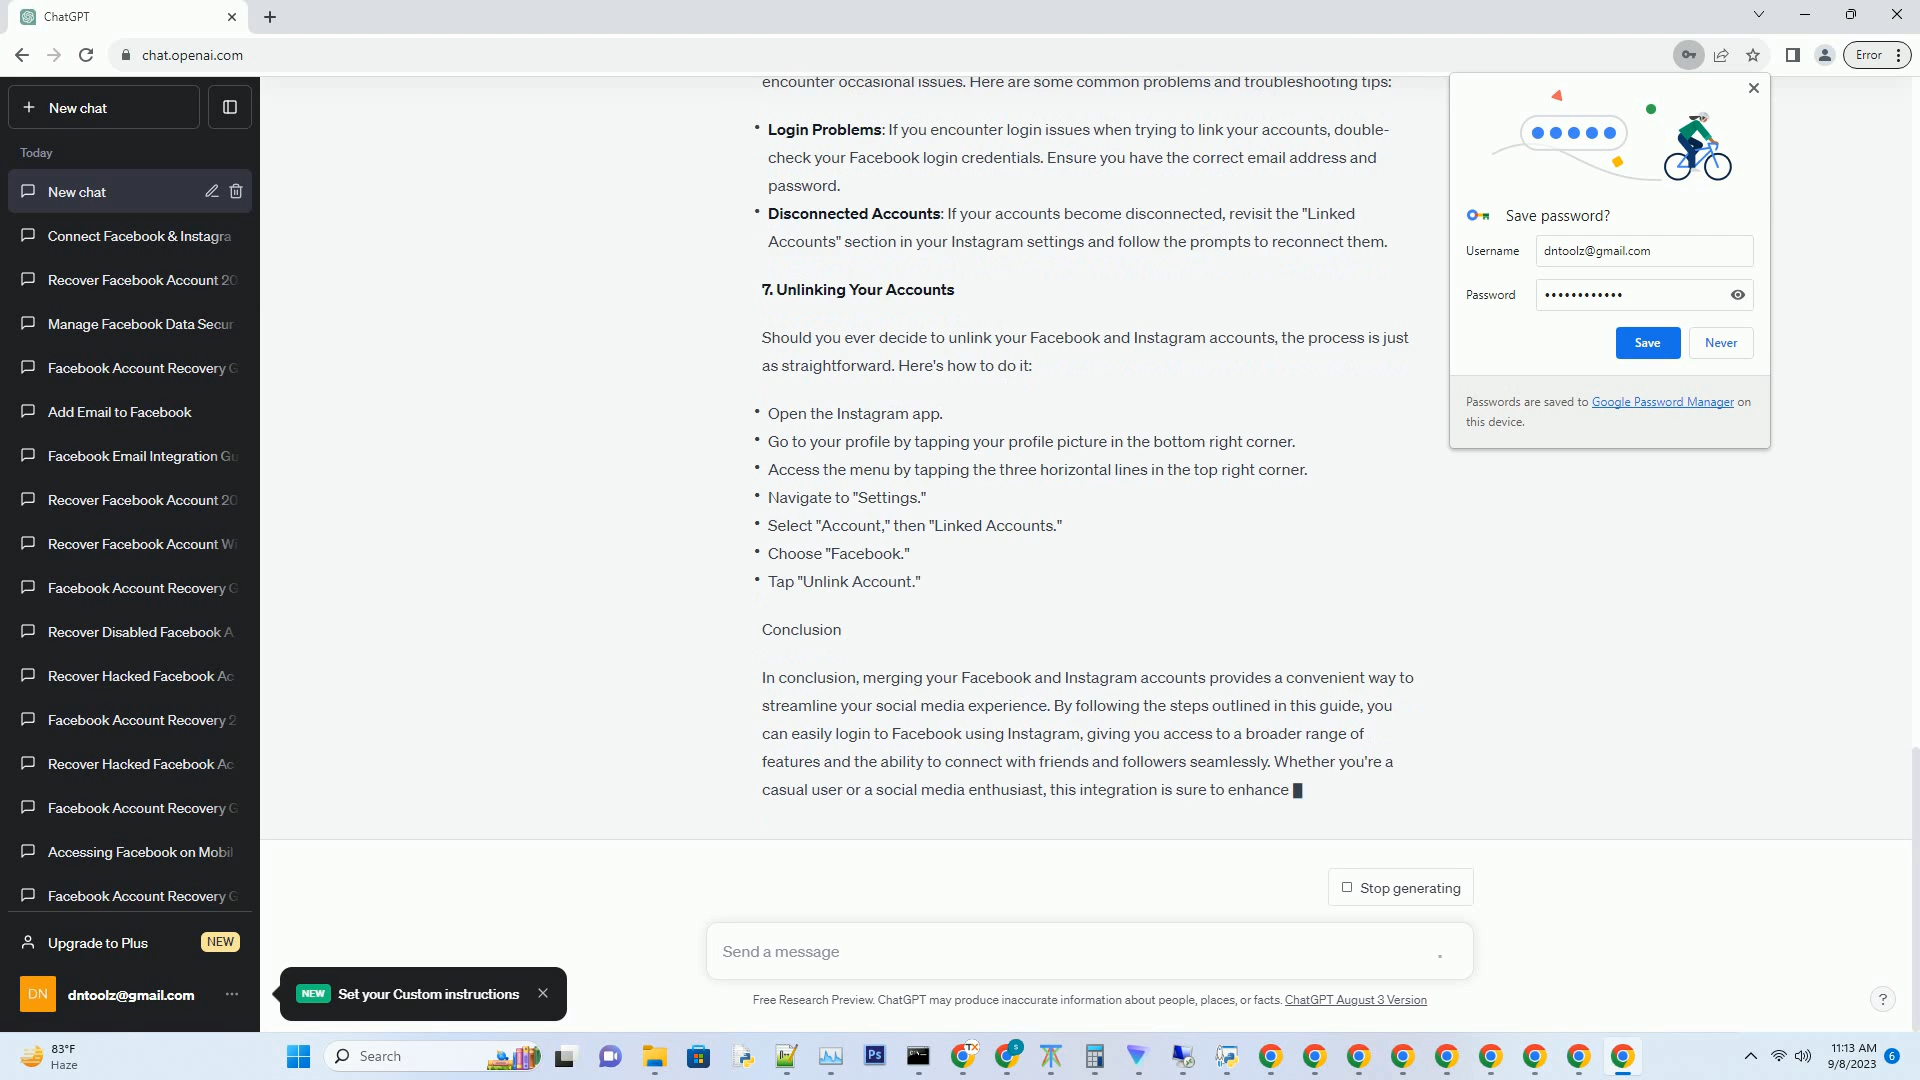 ChatGPT
chat.openai.com
Error
New chat
Today
New chat
Connect Facebook & Instagra
Recover Facebook Account 20
Manage Facebook Data Secur
Facebook Account Recovery G
Add Email to Facebook
Facebook Email Integration Gu
Recover Facebook Account 20
Recover Facebook Account Wi
Facebook Account Recovery G
Recover Disabled Facebook A
Recover Hacked Facebook Ac
Facebook Account Recovery 2
Recover Hacked Facebook Ac
Facebook Account Recovery G
Accessing Facebook on Mobil
Facebook Account Recovery G
Upgrade to Plus NEW
DN dntoolz@gmail.com
encounter occasional issues. Here are some common problems and troubleshooting tips:
• Login Problems: If you encounter login issues when trying to link your accounts, double-
check your Facebook login credentials. Ensure you have the correct email address and
password.
• Disconnected Accounts: If your accounts become disconnected, revisit the "Linked
Accounts" section in your Instagram settings and follow the prompts to reconnect them.
7. Unlinking Your Accounts
Should you ever decide to unlink your Facebook and Instagram accounts, the process is just
as straightforward. Here's how to do it:
• Open the Instagram app.
• Go to your profile by tapping your profile picture in the bottom right corner.
• Access the menu by tapping the three horizontal lines in the top right corner.
• Navigate to "Settings."
• Select "Account," then "Linked Accounts."
• Choose "Facebook."
• Tap "Unlink Account."
Conclusion
In conclusion, merging your Facebook and Instagram accounts provides a convenient way to
streamline your social media experience. By following the steps outlined in this guide, you
can easily login to Facebook using Instagram, giving you access to a broader range of
features and the ability to connect with friends and followers seamlessly. Whether you're a
casual user or a social media enthusiast, this integration is sure to enhance
Stop generating
Send a message
Free Research Preview. ChatGPT may produce inaccurate information about people, places, or facts. ChatGPT August 3 Version
NEW Set your Custom instructions
?
Save password?
Username dntoolz@gmail.com
Password ••••••••••••
Save Never
Passwords are saved to Google Password Manager on
this device.
83°F
Haze
Search
Ps
TX
S
11:13 AM
9/8/2023
6